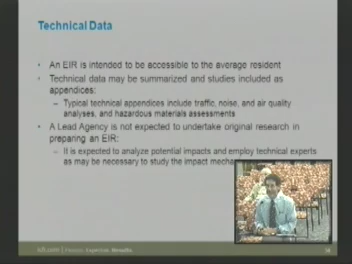 Technical Data
• An EIR is intended to be accessible to the average resident
• Technical data may be summarized and studies included as
appendices:
– Typical technical appendices include traffic, noise, and air quality
analyses, and hazardous materials assessments
• A Lead Agency is not expected to undertake original research in
preparing an EIR:
– It is expected to analyze potential impacts and employ technical experts
as may be necessary to study the impact